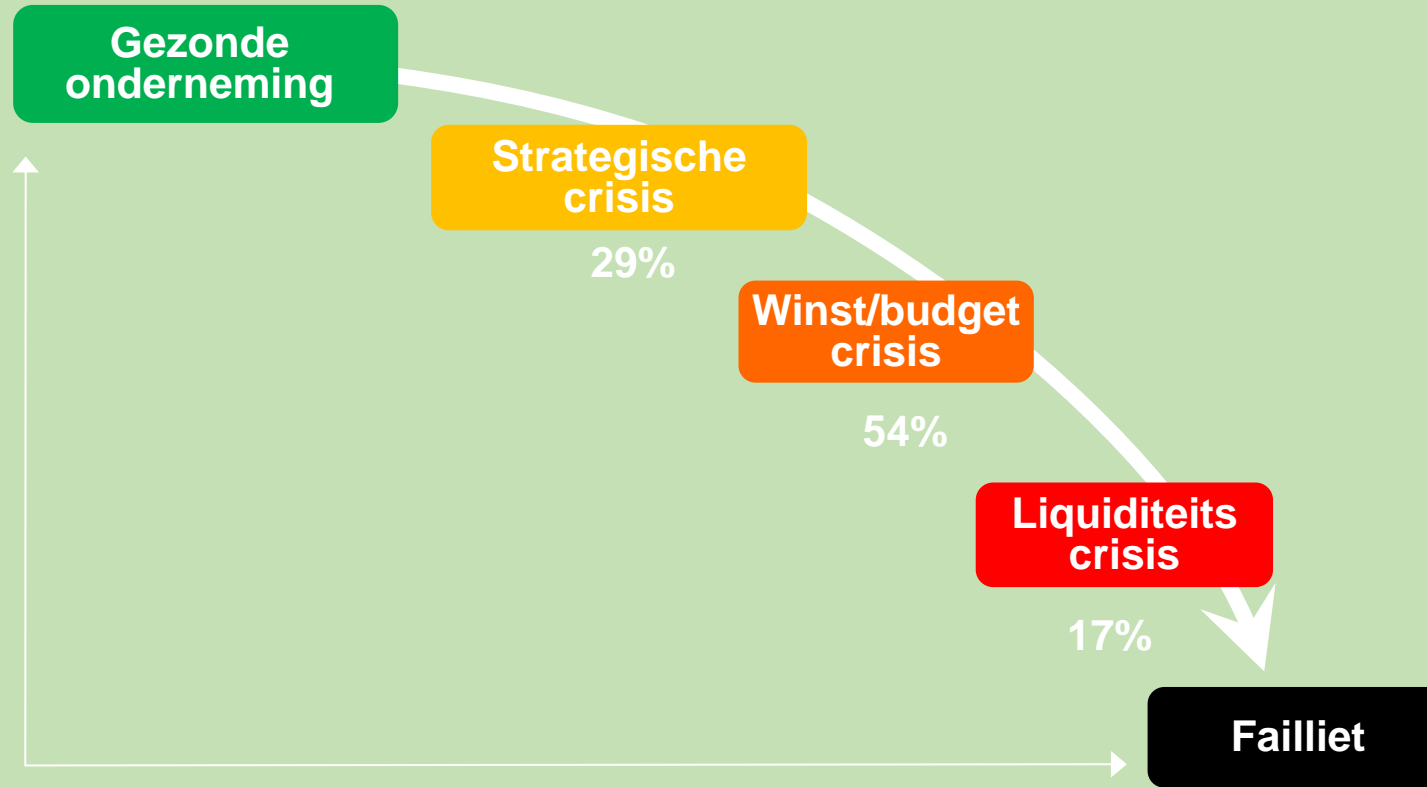 Gezonde
onderneming
Strategische
crisis
29%
Winst/budget
crisis
54%
Liquiditeits
crisis
17%
Failliet